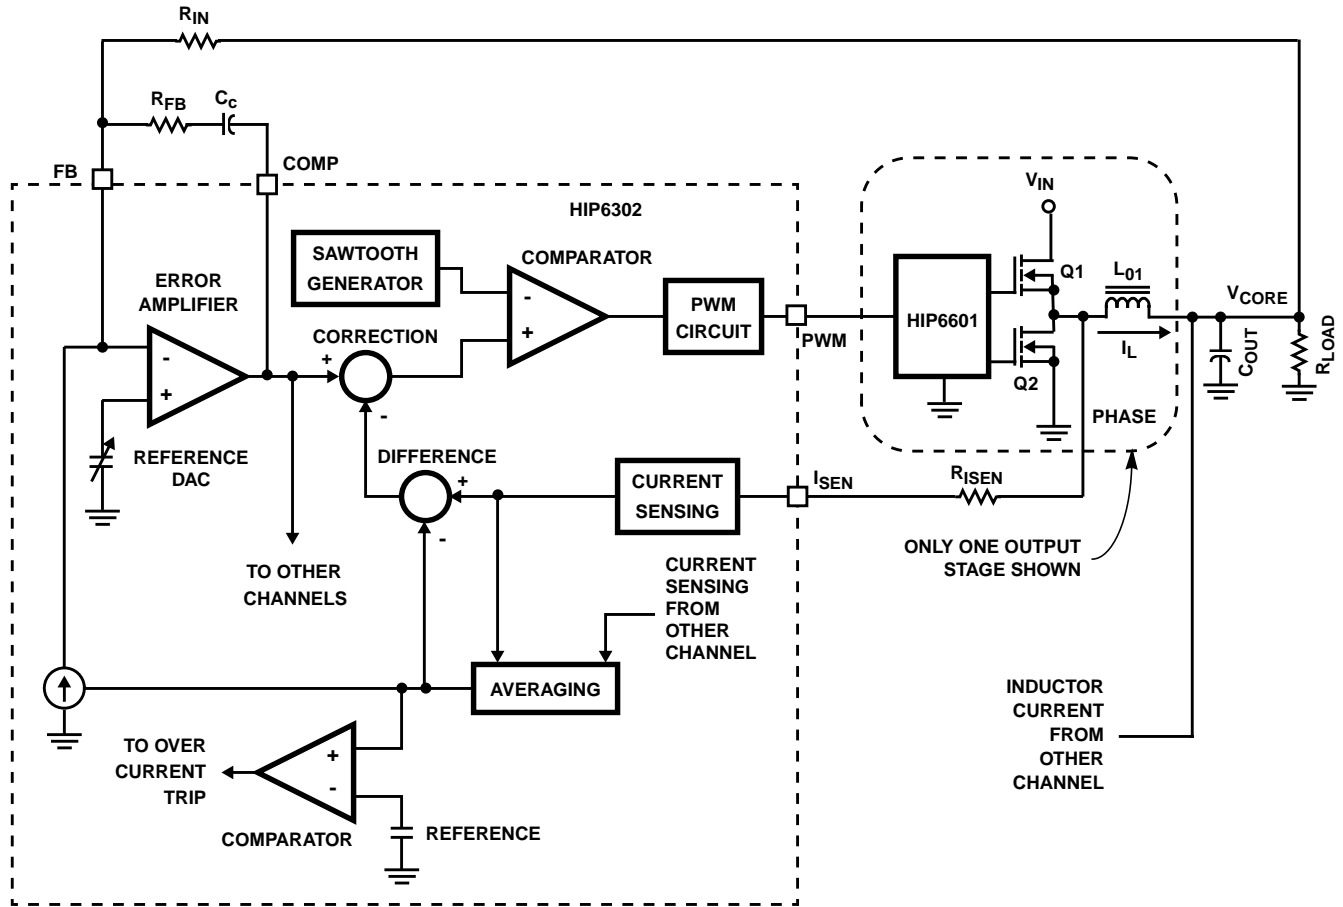 R_IN
R_FB
C_C
FB
COMP
HIP6302
V_IN
SAWTOOTH
GENERATOR
COMPARATOR
ERROR
AMPLIFIER
-
+
PWM
CIRCUIT
PWM
HIP6601
Q1
Q2
L_01
I_L
V_CORE
C_OUT
R_LOAD
CORRECTION
+
-
-
+
REFERENCE
DAC
PHASE
DIFFERENCE
+
-
CURRENT
SENSING
I_SEN
R_ISEN
ONLY ONE OUTPUT
STAGE SHOWN
TO OTHER
CHANNELS
CURRENT
SENSING
FROM
OTHER
CHANNEL
AVERAGING
INDUCTOR
CURRENT
FROM
OTHER
CHANNEL
TO OVER
CURRENT
TRIP
+
-
COMPARATOR
REFERENCE